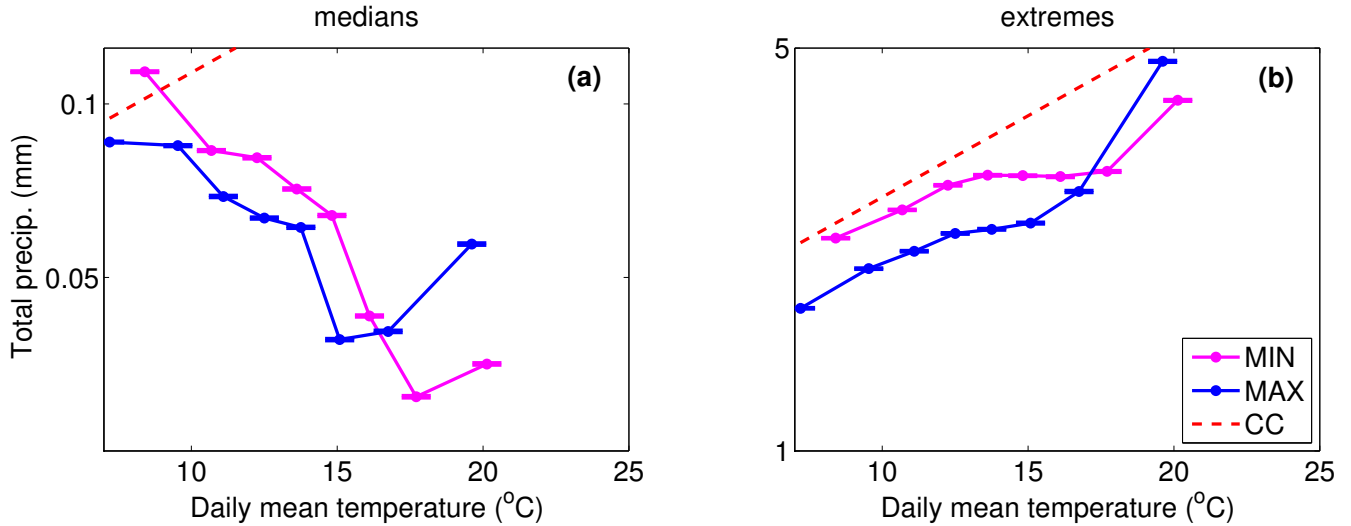 medians
(a)
0.1
0.05
Total precip. (mm)
10 15 20 25
Daily mean temperature (°C)
extremes
(b)
5
1
MIN
MAX
CC
10 15 20 25
Daily mean temperature (°C)